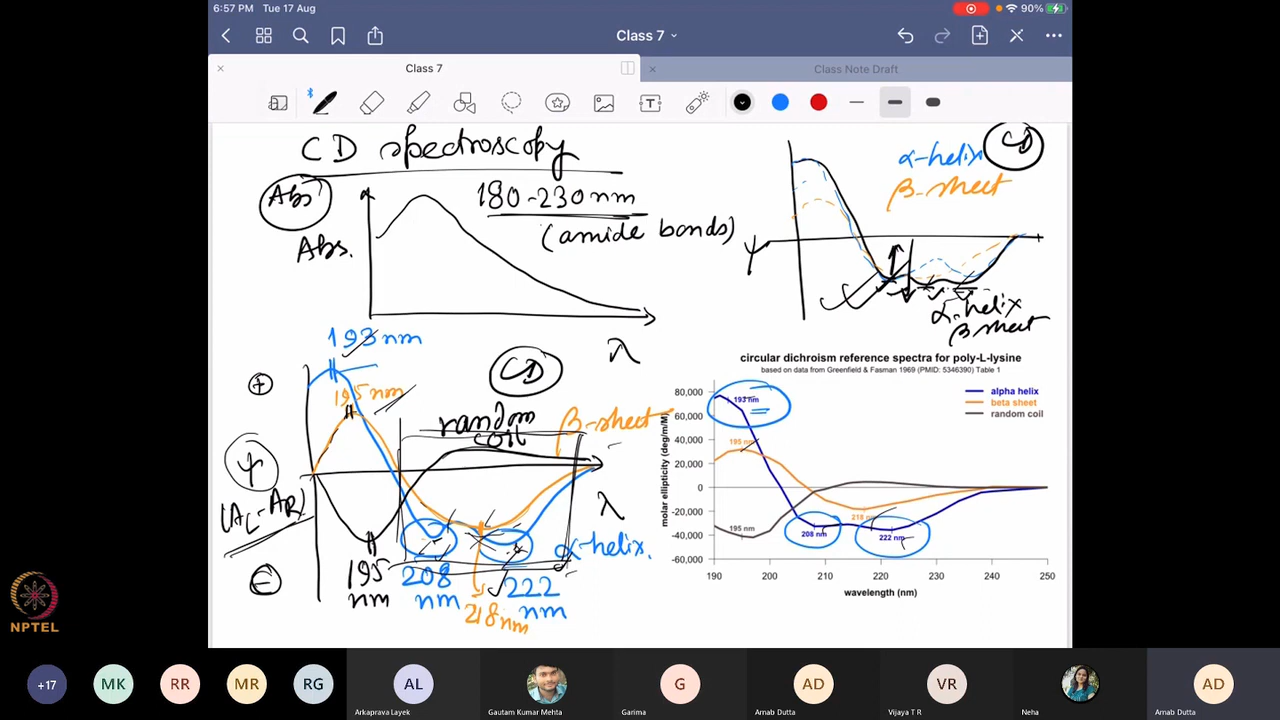 6:57 PM Tue 17 Aug
90%
Class 7
Class 7
Class Note Draft
T
CD spectroscopy
Abs
Abs.
180-230nm
(amide bonds)
λ
CD
α-helix
β-sheet
ψ
α-helix
β sheet
193 nm
195 nm
CD
random
coil
β-sheet
+
ψ
(AL-AR)
λ
α-helix.
-
195
nm
208
nm
222
nm
218nm
circular dichroism reference spectra for poly-L-lysine
based on data from Greenfield & Fasman 1969 (PMID: 5346390) Table 1
alpha helix
beta sheet
random coil
molar ellipticity (deg/m/M)
80,000
60,000
40,000
20,000
0
-20,000
-40,000
-60,000
193 nm
195 nm
218 nm
195 nm
208 nm
222 nm
190 200 210 220 230 240 250
wavelength (nm)
NPTEL
+17
MK
RR
MR
RG
AL
G
AD
VR
AD
Arkaprava Layek
Gautam Kumar Mehta
Garima
Arnab Dutta
Vijaya T R
Neha
Arnab Dutta